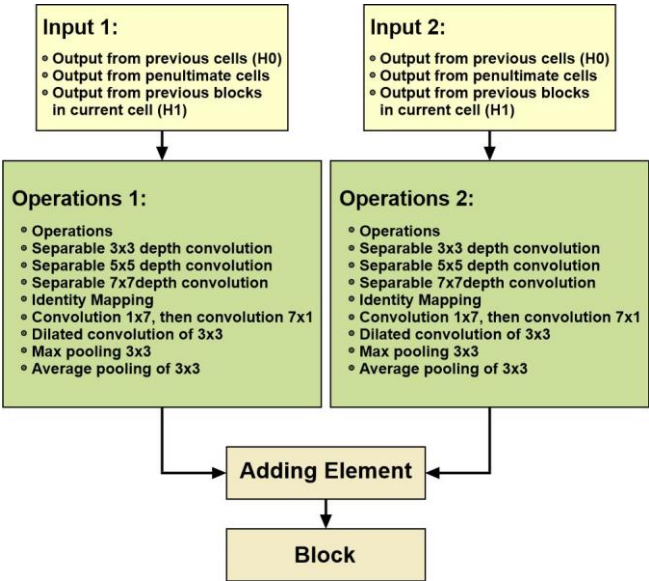 Input 1:
• Output from previous cells (H0)
• Output from penultimate cells
• Output from previous blocks
in current cell (H1)
Input 2:
• Output from previous cells (H0)
• Output from penultimate cells
• Output from previous blocks
in current cell (H1)
Operations 1:
• Operations
• Separable 3x3 depth convolution
• Separable 5x5 depth convolution
• Separable 7x7depth convolution
• Identity Mapping
• Convolution 1x7, then convolution 7x1
• Dilated convolution of 3x3
• Max pooling 3x3
• Average pooling of 3x3
Operations 2:
• Operations
• Separable 3x3 depth convolution
• Separable 5x5 depth convolution
• Separable 7x7depth convolution
• Identity Mapping
• Convolution 1x7, then convolution 7x1
• Dilated convolution of 3x3
• Max pooling 3x3
• Average pooling of 3x3
Adding Element
Block